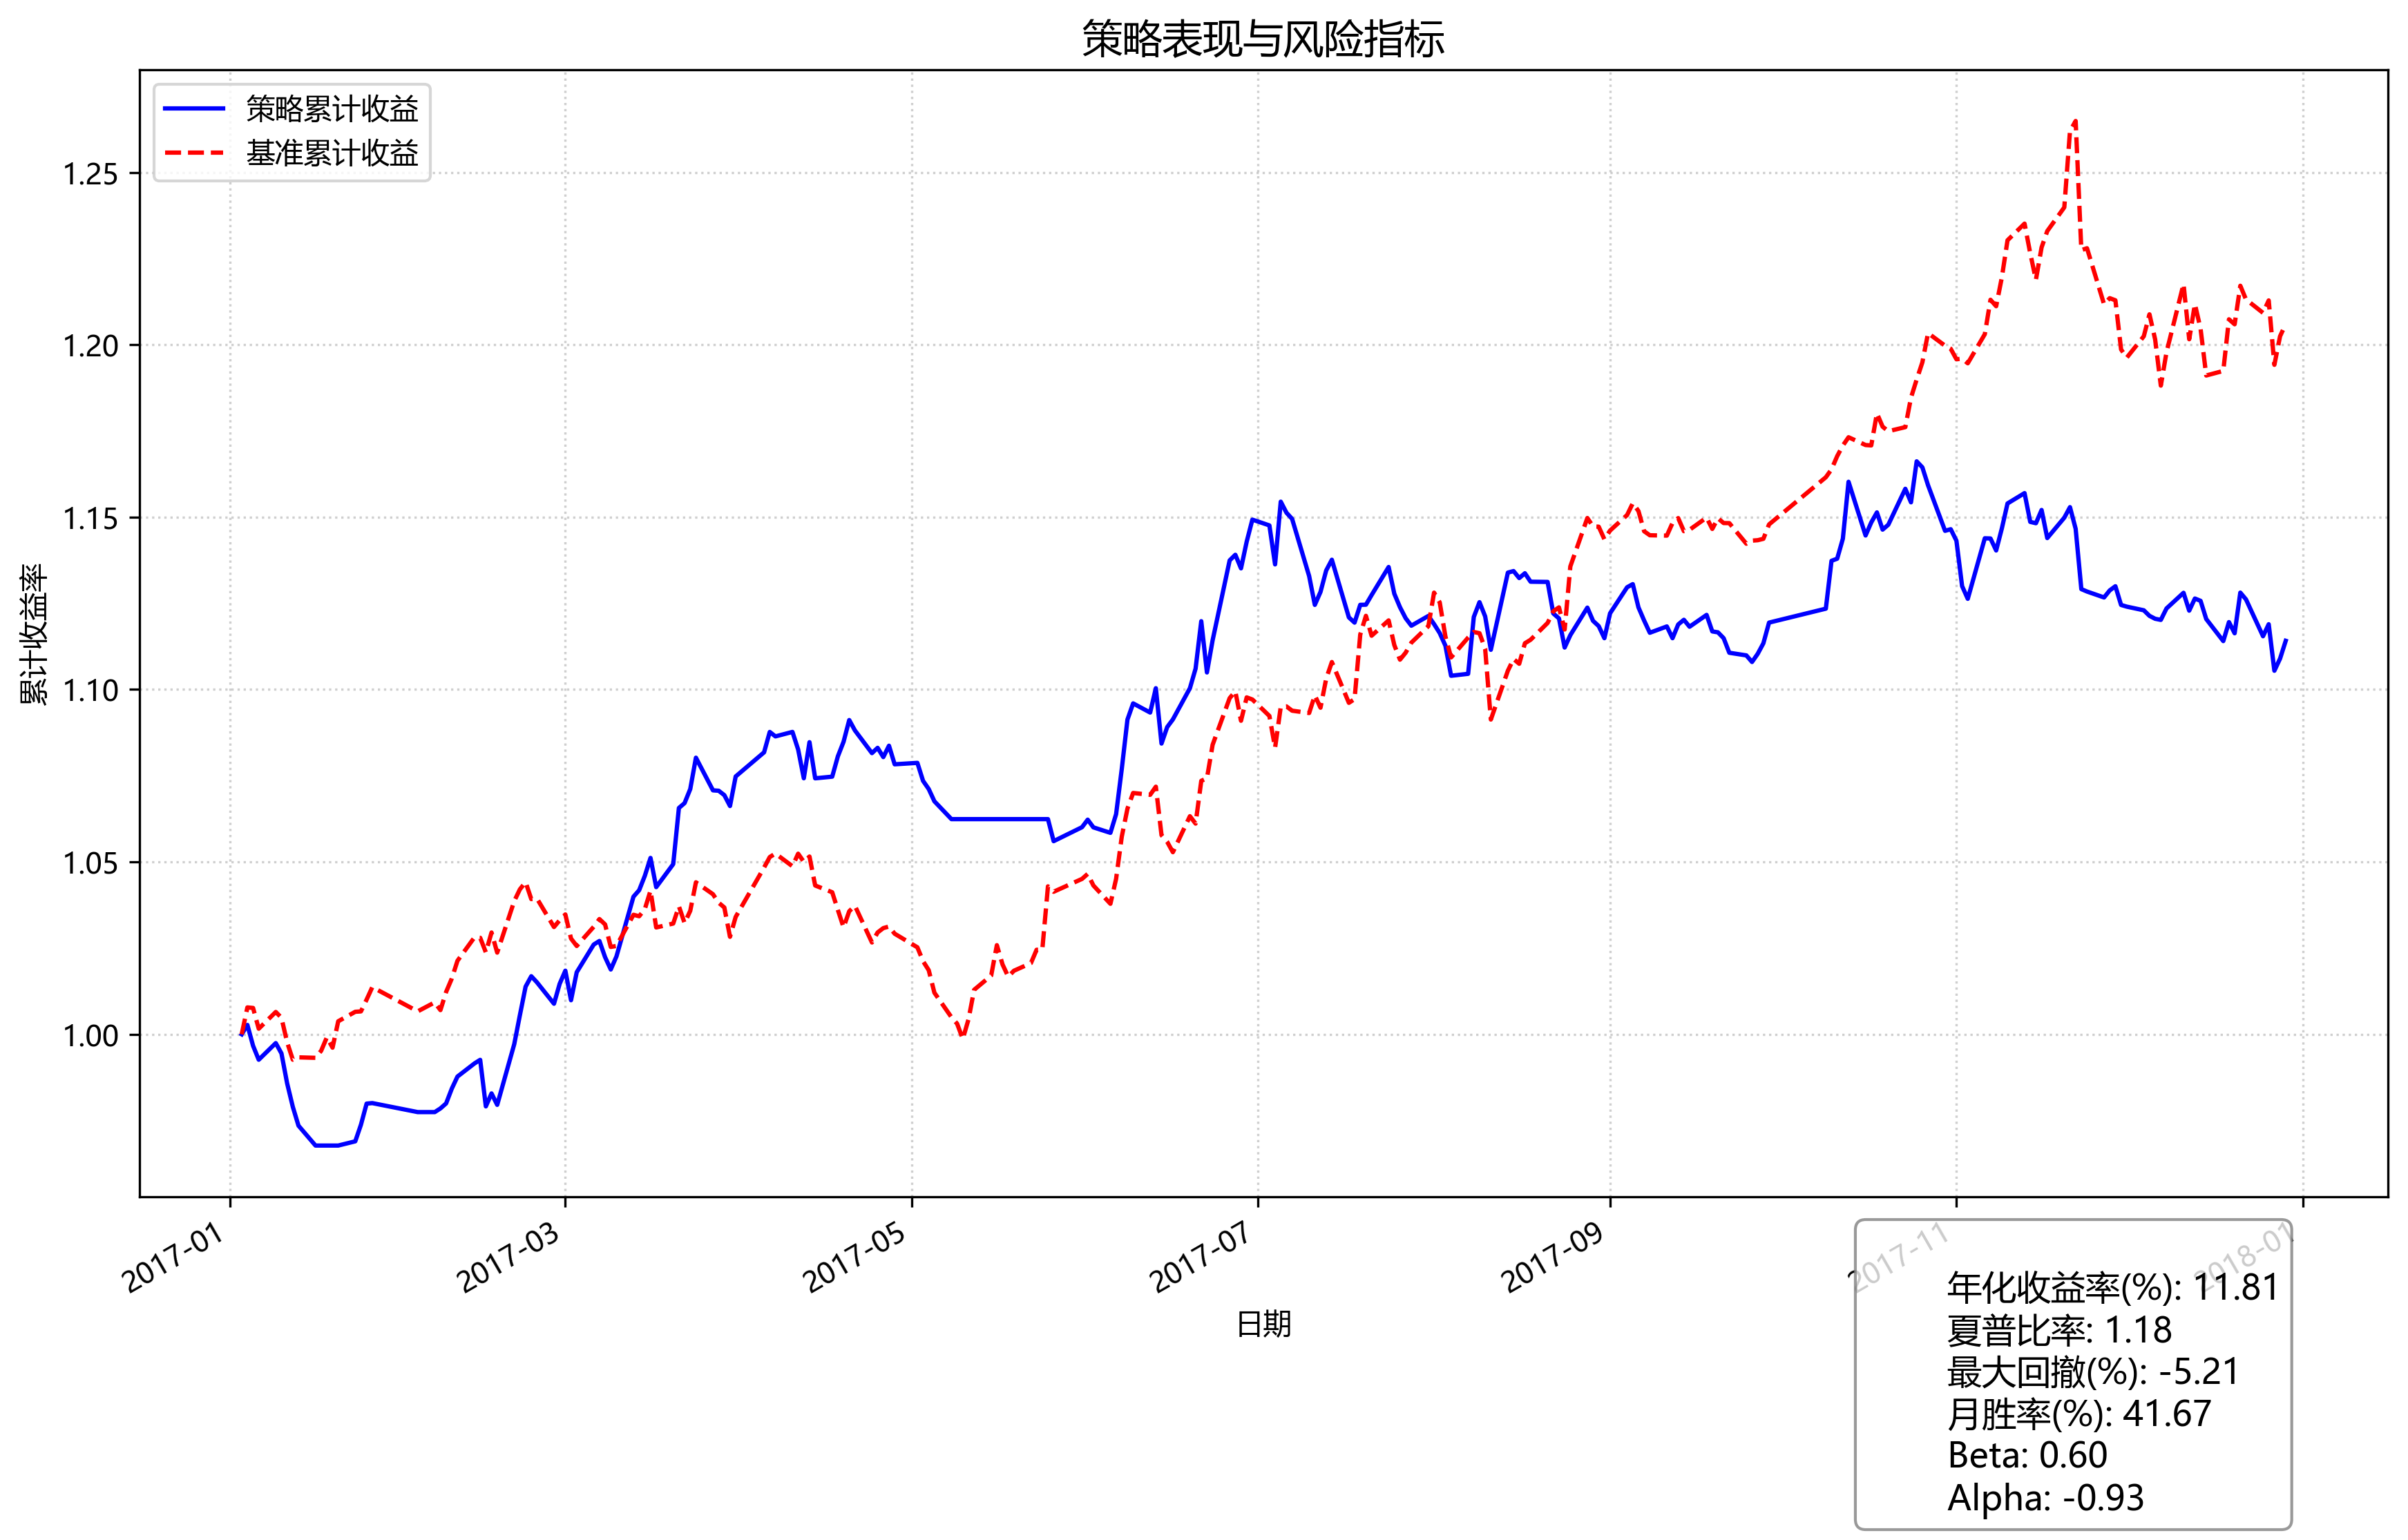 策略表现与风险指标
策略累计收益
基准累计收益
累计收益率
1.25
1.20
1.15
1.10
1.05
1.00
2017-01
2017-03
2017-05
2017-07
2017-09
2017-11
2018-01
日期
年化收益率(%): 11.81
夏普比率: 1.18
最大回撤(%): -5.21
月胜率(%): 41.67
Beta: 0.60
Alpha: -0.93